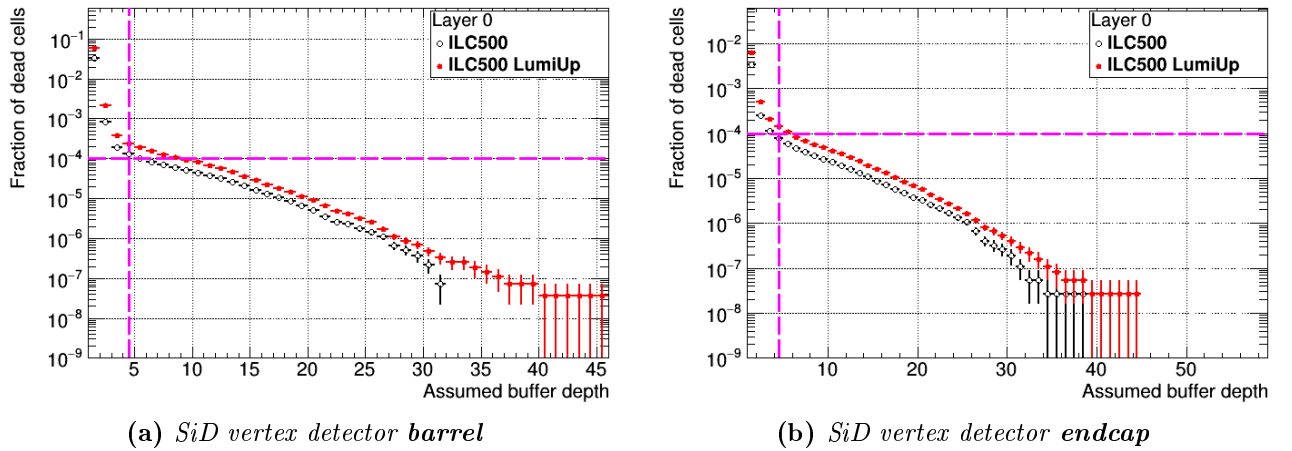 Fraction of dead cells
Layer 0
ILC500
ILC500 LumiUp
10⁻¹
10⁻²
10⁻³
10⁻⁴
10⁻⁵
10⁻⁶
10⁻⁷
10⁻⁸
10⁻⁹
5 10 15 20 25 30 35 40 45
Assumed buffer depth
(a) SiD vertex detector barrel
Fraction of dead cells
Layer 0
ILC500
ILC500 LumiUp
10⁻²
10⁻³
10⁻⁴
10⁻⁵
10⁻⁶
10⁻⁷
10⁻⁸
10⁻⁹
10 20 30 40 50
Assumed buffer depth
(b) SiD vertex detector endcap